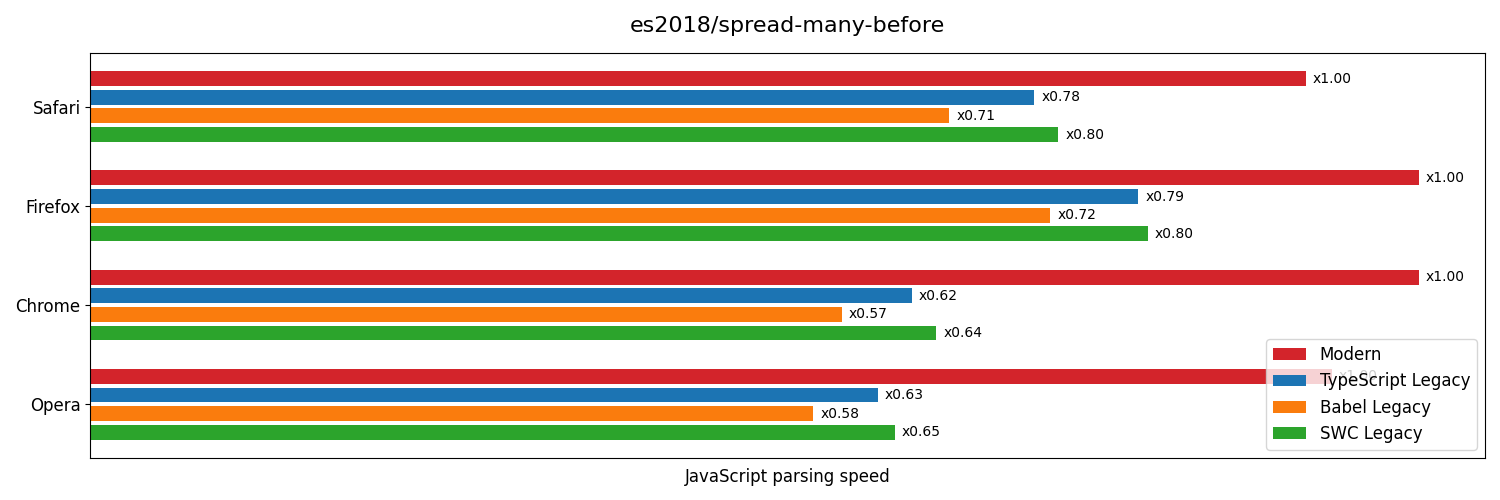 es2018/spread-many-before
Safari
x1.00
x0.78
x0.71
x0.80
Firefox
x1.00
x0.79
x0.72
x0.80
Chrome
x1.00
x0.62
x0.57
x0.64
Opera
x1.00
x0.63
x0.58
x0.65
Modern
TypeScript Legacy
Babel Legacy
SWC Legacy
JavaScript parsing speed